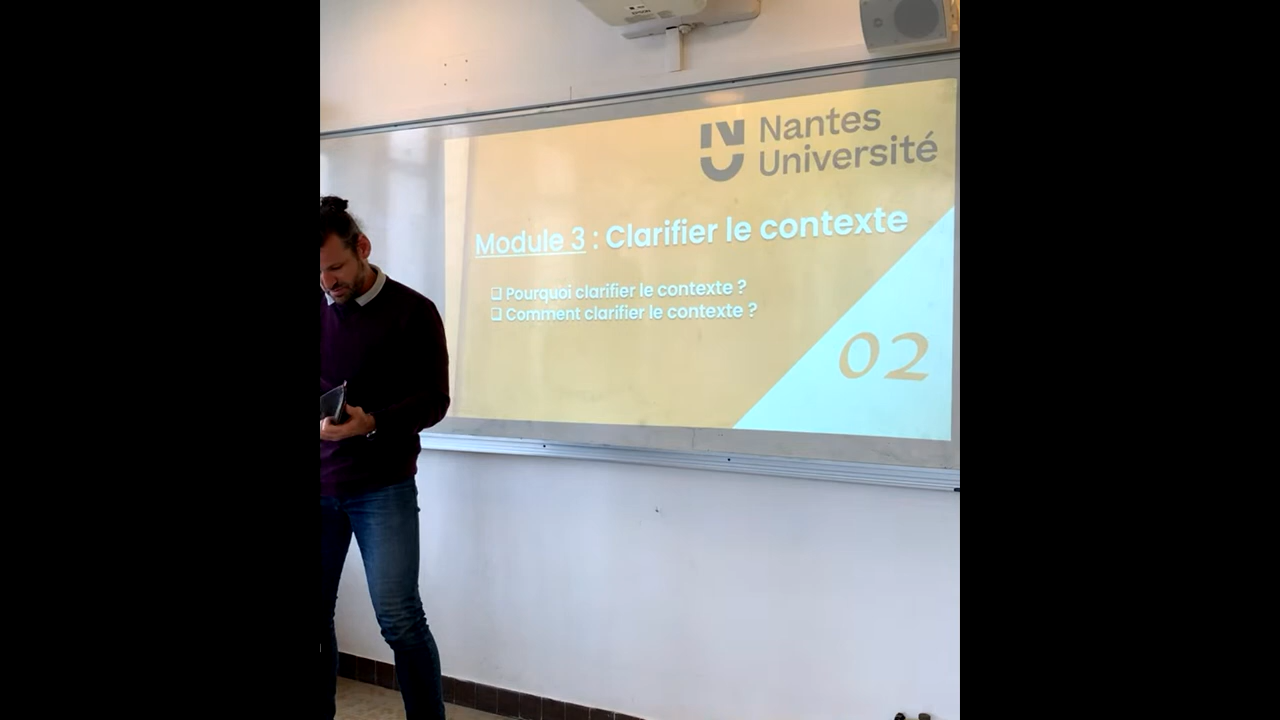 Nantes
Université
Module 3 : Clarifier le contexte
❑ Pourquoi clarifier le contexte ?
❑ Comment clarifier le contexte ?
02